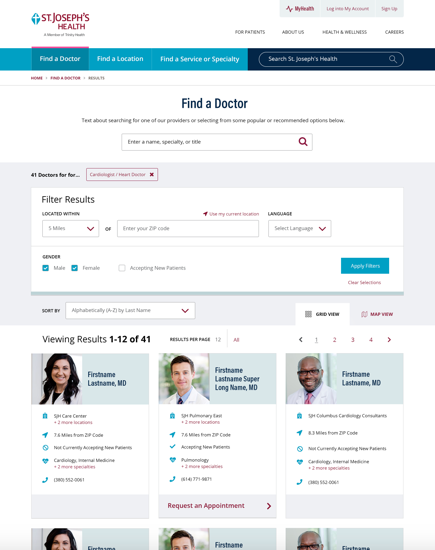 MyHealth
Log into My Account
Sign Up
ST. JOSEPH'S
HEALTH
A Member of Trinity Health
FOR PATIENTS
ABOUT US
HEALTH & WELLNESS
CAREERS
Find a Doctor
Find a Location
Find a Service or Specialty
Search St. Joseph's Health
HOME > FIND A DOCTOR > RESULTS
Find a Doctor
Text about searching for one of our providers or selecting from some popular or recommended options below.
Enter a name, specialty, or title
41 Doctors for for...
Cardiologist / Heart Doctor
Filter Results
LOCATED WITHIN
Use my current location
LANGUAGE
5 Miles
OF
Enter your ZIP code
Select Language
GENDER
Male
Female
Accepting New Patients
Apply Filters
Clear Selections
SORT BY
Alphabetically (A-Z) by Last Name
GRID VIEW
MAP VIEW
Viewing Results 1-12 of 41
RESULTS PER PAGE
12
All
1
2
3
4
Firstname
Lastname, MD
SJH Care Center
+ 2 more locations
7.6 Miles from ZIP Code
Not Currently Accepting New Patients
Cardiology, Internal Medicine
+ 2 more specialties
(380) 552-0061
Firstname
Lastname Super
Long Name, MD
SJH Pulmonary East
+ 2 more locations
7.6 Miles from ZIP Code
Accepting New Patients
Pulmonology
+ 2 more specialties
(614) 779-9871
Request an Appointment
Firstname
Lastname, MD
SJH Columbus Cardiology Consultants
8.3 Miles from ZIP Code
Not Currently Accepting New Patients
Cardiology, Internal Medicine
+ 2 more specialties
(380) 552-0061
Firstname
Firstname
Firstname